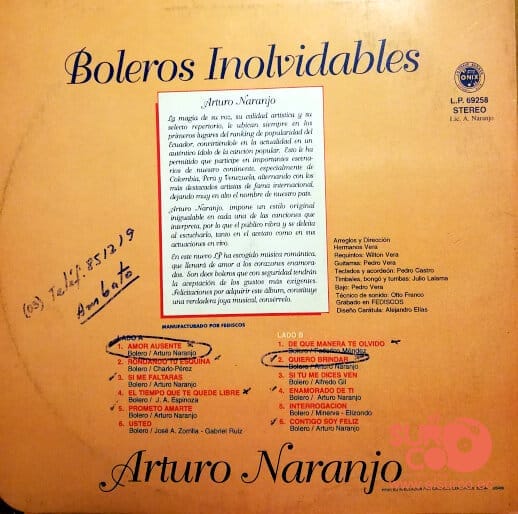 Boleros Inolvidables
ONIX
L.P. 69258
STEREO
Lic. A. Naranjo
Arturo Naranjo
La magia de su voz, su calidad artística y su
selecto repertorio, le ubican siempre en los
primeros lugares del ranking de popularidad del
Ecuador, convirtiéndole en la actualidad en un
auténtico ídolo de la canción popular. Esto le ha
permitido que participe en importantes escena-
rios de nuestro continente, especialmente de
Colombia, Perú y Venezuela, alternando con los
más destacados artistas de fama internacional,
dejando muy en alto el nombre de nuestro país.
Arturo Naranjo, impone un estilo original
inigualable en cada una de las canciones que
interpreta, por lo que el público vibra y se deleita
al escucharlo, tanto en el acetato como en sus
actuaciones en vivo.
En este nuevo LP ha escogido música romántica,
que llenará de amor a los corazones enamora-
dos. Son doce boleros que con seguridad tendrán
la aceptación de los gustos más exigentes.
Felicitaciones por adquirir este álbum, constituye
una verdadera joya musical, consérvelo.
(03) Teléf. 851219
Ambato
Arreglos y Dirección
Hermanos Vera
Requintos: Wilton Vera
Guitarras: Pedro Vera
Teclados y acordeón: Pedro Castro
Timbales, bongó y tumbas: Julio Lalama
Bajo: Pedro Vera
Técnico de sonido: Olto Franco
Grabado en FEDISCOS
Diseño Carátula: Alejandro Elías
MANUFACTURADO POR FEDISCOS
LADO A
1. AMOR AUSENTE
Bolero / Arturo Naranjo
2. RONDANDO TU ESQUINA
Bolero / Charlo-Pérez
3. SI ME FALTARAS
Bolero / Arturo Naranjo
4. EL TIEMPO QUE TE QUEDE LIBRE
Bolero / J. A. Espinoza
5. PROMETO AMARTE
Bolero / Arturo Naranjo
6. USTED
Bolero / José A. Zorrilla - Gabriel Ruiz
LADO B
1. DE QUE MANERA TE OLVIDO
Bolero / Federico Méndez
2. QUIERO BRINDAR
Bolero / Arturo Naranjo
3. SI TU ME DICES VEN
Bolero / Alfredo Gil
4. ENAMORADO DE TI
Bolero / Arturo Naranjo
5. INTERROGACION
Bolero / Minerva - Elizondo
6. CONTIGO SOY FELIZ
Bolero / Arturo Naranjo
Arturo Naranjo